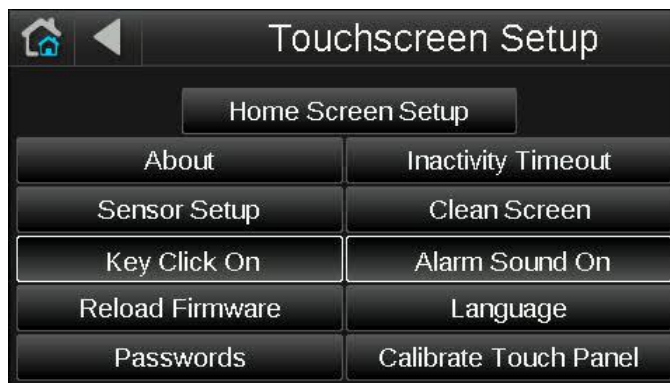 Touchscreen Setup
Home Screen Setup
About
Inactivity Timeout
Sensor Setup
Clean Screen
Key Click On
Alarm Sound On
Reload Firmware
Language
Passwords
Calibrate Touch Panel